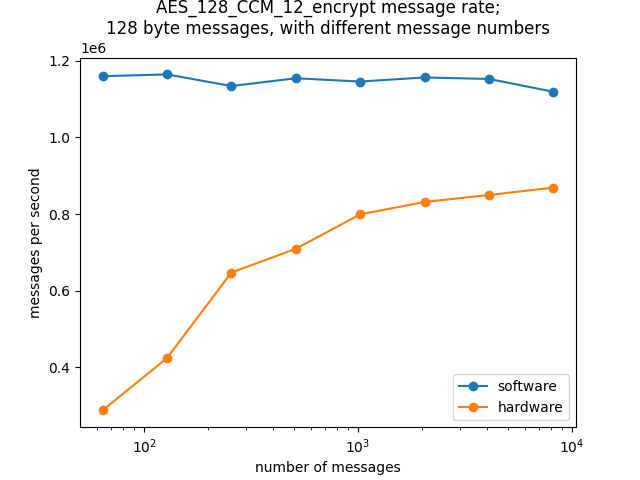 AES_128_CCM_12_encrypt message rate;
128 byte messages, with different message numbers
1e6
1.2
1.0
0.8
0.6
0.4
messages per second
software
hardware
10²
10³
10⁴
number of messages